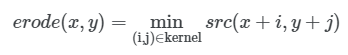 erode(x, y) = min src(x + i, y + j)
(i,j)∈kernel